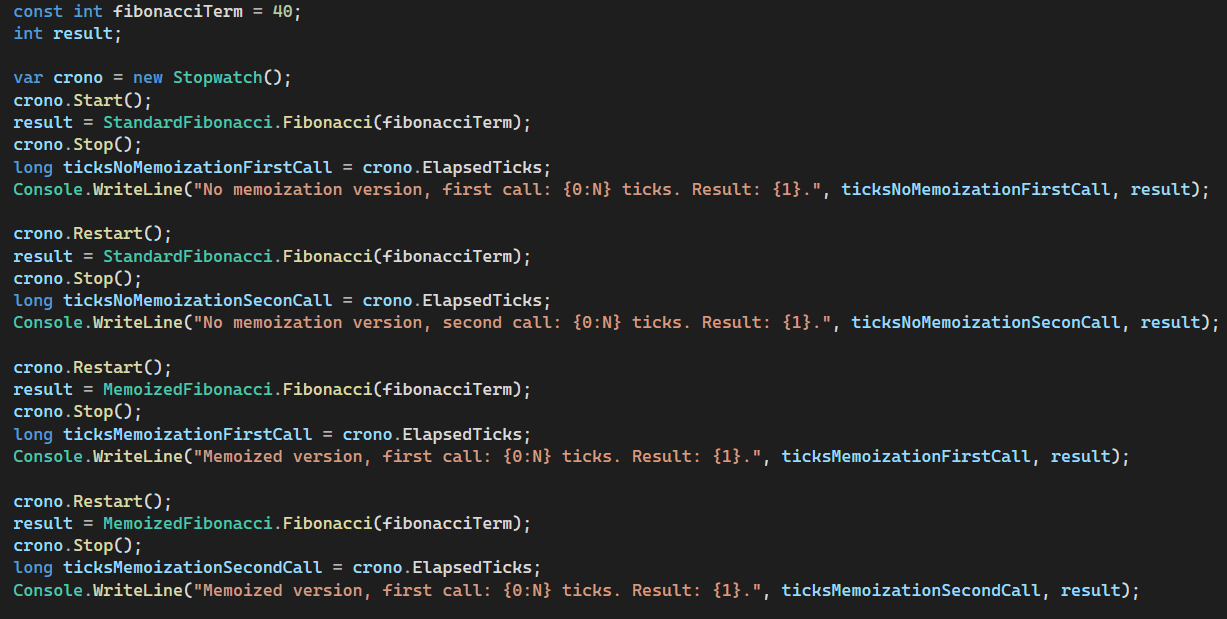 const int fibonacciTerm = 40;
int result;
var crono = new Stopwatch();
crono.Start();
result = StandardFibonacci.Fibonacci(fibonacciTerm);
crono.Stop();
long ticksNoMemoizationFirstCall = crono.ElapsedTicks;
Console.WriteLine("No memoization version, first call: {0:N} ticks. Result: {1}.", ticksNoMemoizationFirstCall, result);
crono.Restart();
result = StandardFibonacci.Fibonacci(fibonacciTerm);
crono.Stop();
long ticksNoMemoizationSeconCall = crono.ElapsedTicks;
Console.WriteLine("No memoization version, second call: {0:N} ticks. Result: {1}.", ticksNoMemoizationSeconCall, result);
crono.Restart();
result = MemoizedFibonacci.Fibonacci(fibonacciTerm);
crono.Stop();
long ticksMemoizationFirstCall = crono.ElapsedTicks;
Console.WriteLine("Memoized version, first call: {0:N} ticks. Result: {1}.", ticksMemoizationFirstCall, result);
crono.Restart();
result = MemoizedFibonacci.Fibonacci(fibonacciTerm);
crono.Stop();
long ticksMemoizationSecondCall = crono.ElapsedTicks;
Console.WriteLine("Memoized version, first call: {0:N} ticks. Result: {1}.", ticksMemoizationSecondCall, result);